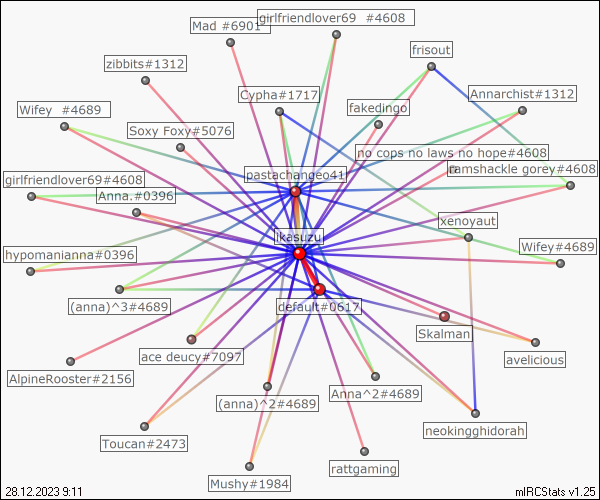 girlfriendlover69 #4608
Mad #6901
frisout
zibbits#1312
Cypha#1717
Annarchist#1312
fakedingo
Wifey #4689
Soxy Foxy#5076
no cops no laws no hope#4608
pastachangeo41
ramshackle gorey#4608
girlfriendlover69#4608
Anna.#0396
xenoyaut
ikasuzu
hypomanianna#0396
Wifey#4689
(anna)^3#4689
default#0617
Skalman
ace deucy#7097
avelicious
AlpineRooster#2156
Anna^2#4689
(anna)^2#4689
neokingghidorah
Toucan#2473
rattgaming
Mushy#1984
28.12.2023 9:11
mIRCStats v1.25